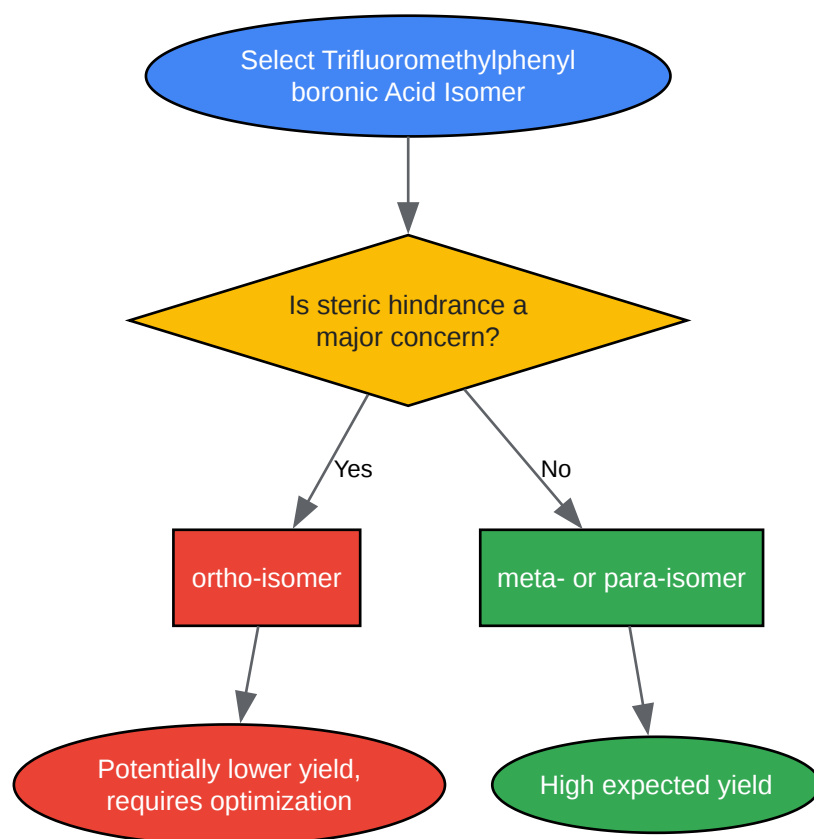 Select Trifluoromethylphenyl
boronic Acid Isomer
Is steric hindrance a
major concern?
Yes
No
ortho-isomer
meta- or para-isomer
Potentially lower yield,
requires optimization
High expected yield